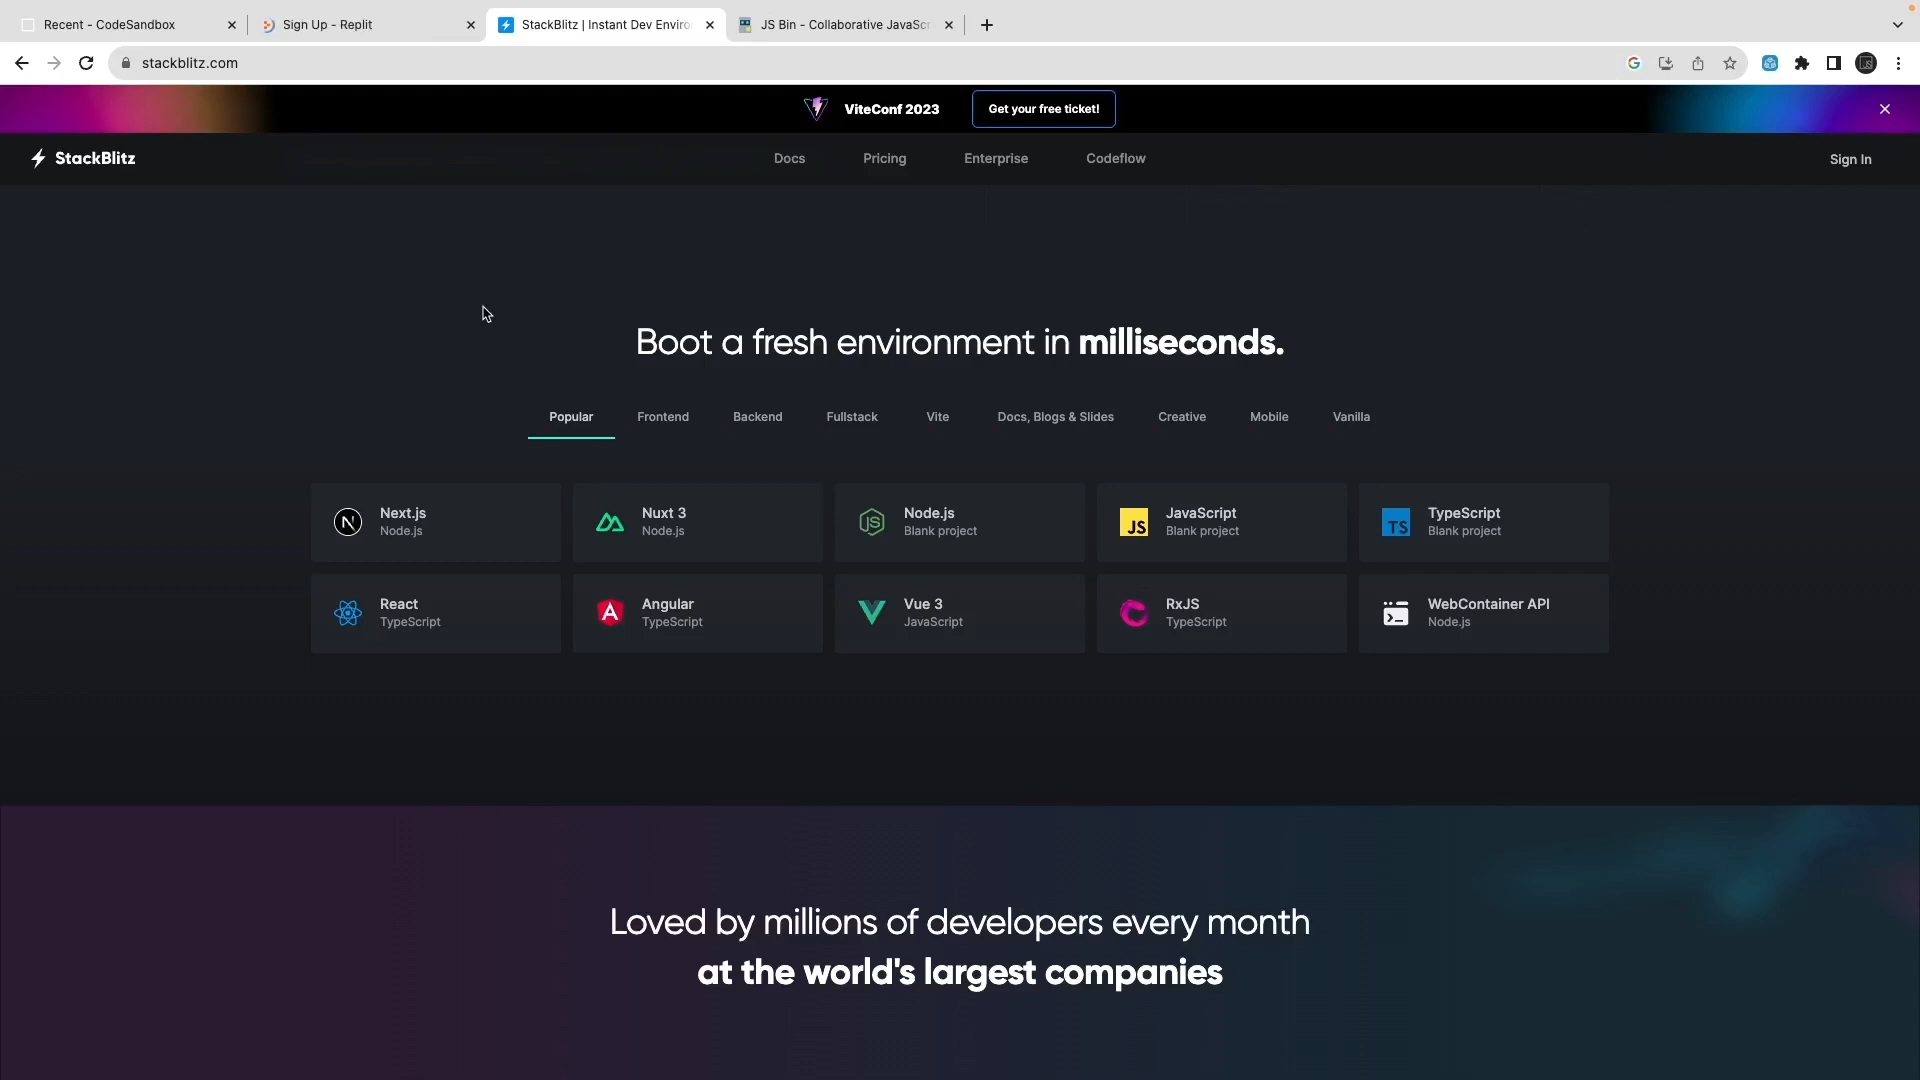 Recent - CodeSandbox
Sign Up - Replit
StackBlitz | Instant Dev Enviro
JS Bin - Collaborative JavaScr
stackblitz.com
ViteConf 2023
Get your free ticket!
StackBlitz
Docs
Pricing
Enterprise
Codeflow
Sign In
Boot a fresh environment in milliseconds.
Popular
Frontend
Backend
Fullstack
Vite
Docs, Blogs & Slides
Creative
Mobile
Vanilla
N
Next.js
Node.js
Nuxt 3
Node.js
JS
Node.js
Blank project
JS
JavaScript
Blank project
TS
TypeScript
Blank project
React
TypeScript
A
Angular
TypeScript
Vue 3
JavaScript
RxJS
TypeScript
WebContainer API
Node.js
Loved by millions of developers every month
at the world's largest companies